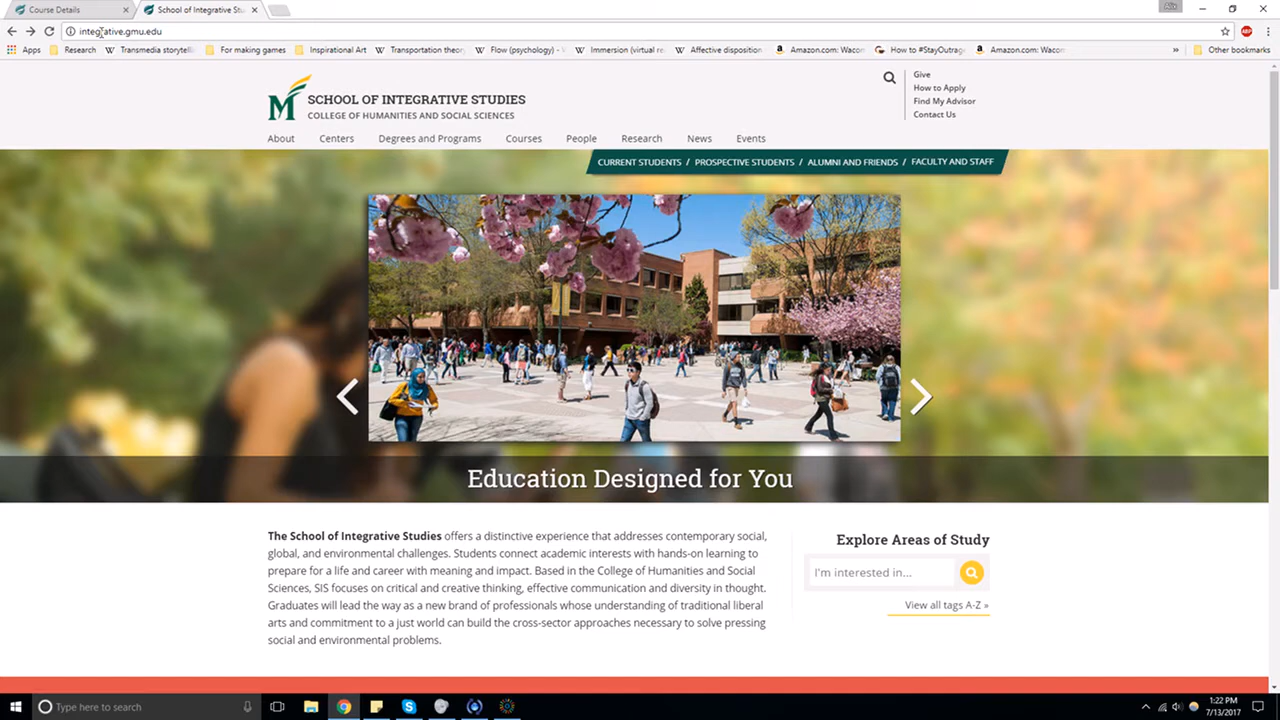 Course Details
School of Integrative Stu
Alix
integrative.gmu.edu
Apps
Research
Transmedia storytelli
For making games
Inspirational Art
Transportation theory
Flow (psychology) - W
Immersion (virtual re
Affective disposition
Amazon.com: Wacom
How to #StayOutrag
Amazon.com: Wacom
»
Other bookmarks
SCHOOL OF INTEGRATIVE STUDIES
COLLEGE OF HUMANITIES AND SOCIAL SCIENCES
Give
How to Apply
Find My Advisor
Contact Us
About Centers Degrees and Programs Courses People Research News Events
CURRENT STUDENTS / PROSPECTIVE STUDENTS / ALUMNI AND FRIENDS / FACULTY AND STAFF
Education Designed for You
The School of Integrative Studies offers a distinctive experience that addresses contemporary social,
global, and environmental challenges. Students connect academic interests with hands-on learning to
prepare for a life and career with meaning and impact. Based in the College of Humanities and Social
Sciences, SIS focuses on critical and creative thinking, effective communication and diversity in thought.
Graduates will lead the way as a new brand of professionals whose understanding of traditional liberal
arts and commitment to a just world can build the cross-sector approaches necessary to solve pressing
social and environmental problems.
Explore Areas of Study
I'm interested in...
View all tags A-Z »
Type here to search
1:22 PM
7/13/2017